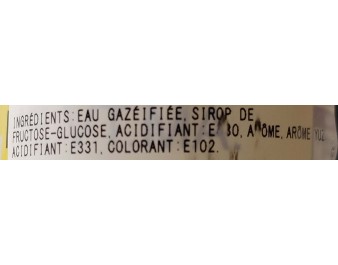 INGRÉDIENTS:EAU GAZÉIFIÉE, SIROP DE
FRUCTOSE-GLUCOSE, ACIDIFIANT: ARÔME
ACIDIFIANT:E331, COLORANT:E102.